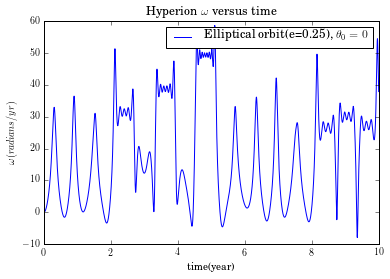 Hyperion ω versus time
Elliptical orbit(e=0.25), θ₀ = 0
60
50
40
30
20
10
0
−10
ω(radians/yr)
0 2 4 6 8 10
time(year)